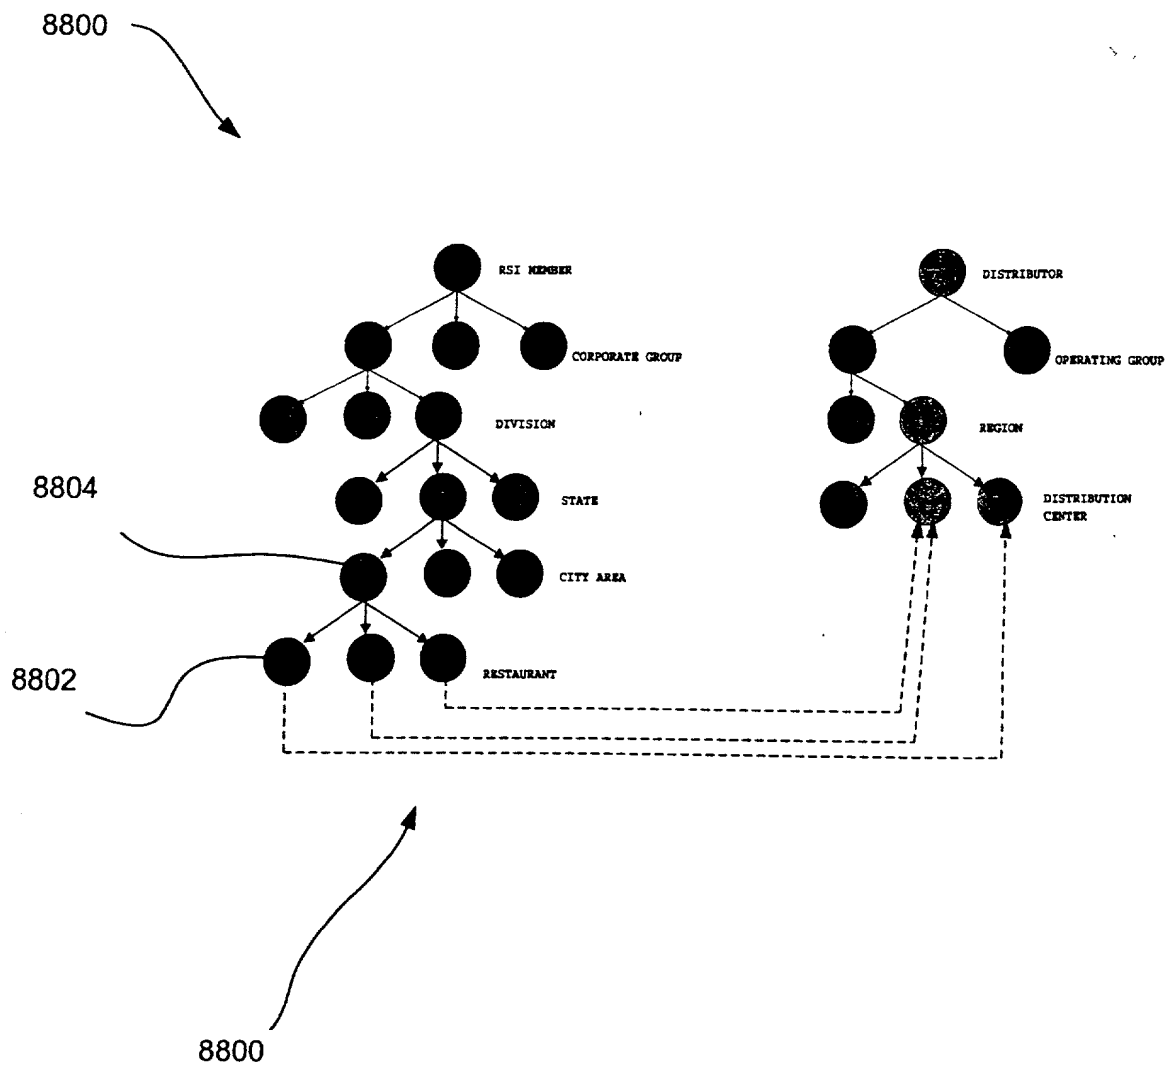 8800
RSI MEMBER
DISTRIBUTOR
CORPORATE GROUP
OPERATING GROUP
DIVISION
REGION
8804
STATE
DISTRIBUTION
CENTER
CITY AREA
8802
RESTAURANT
8800